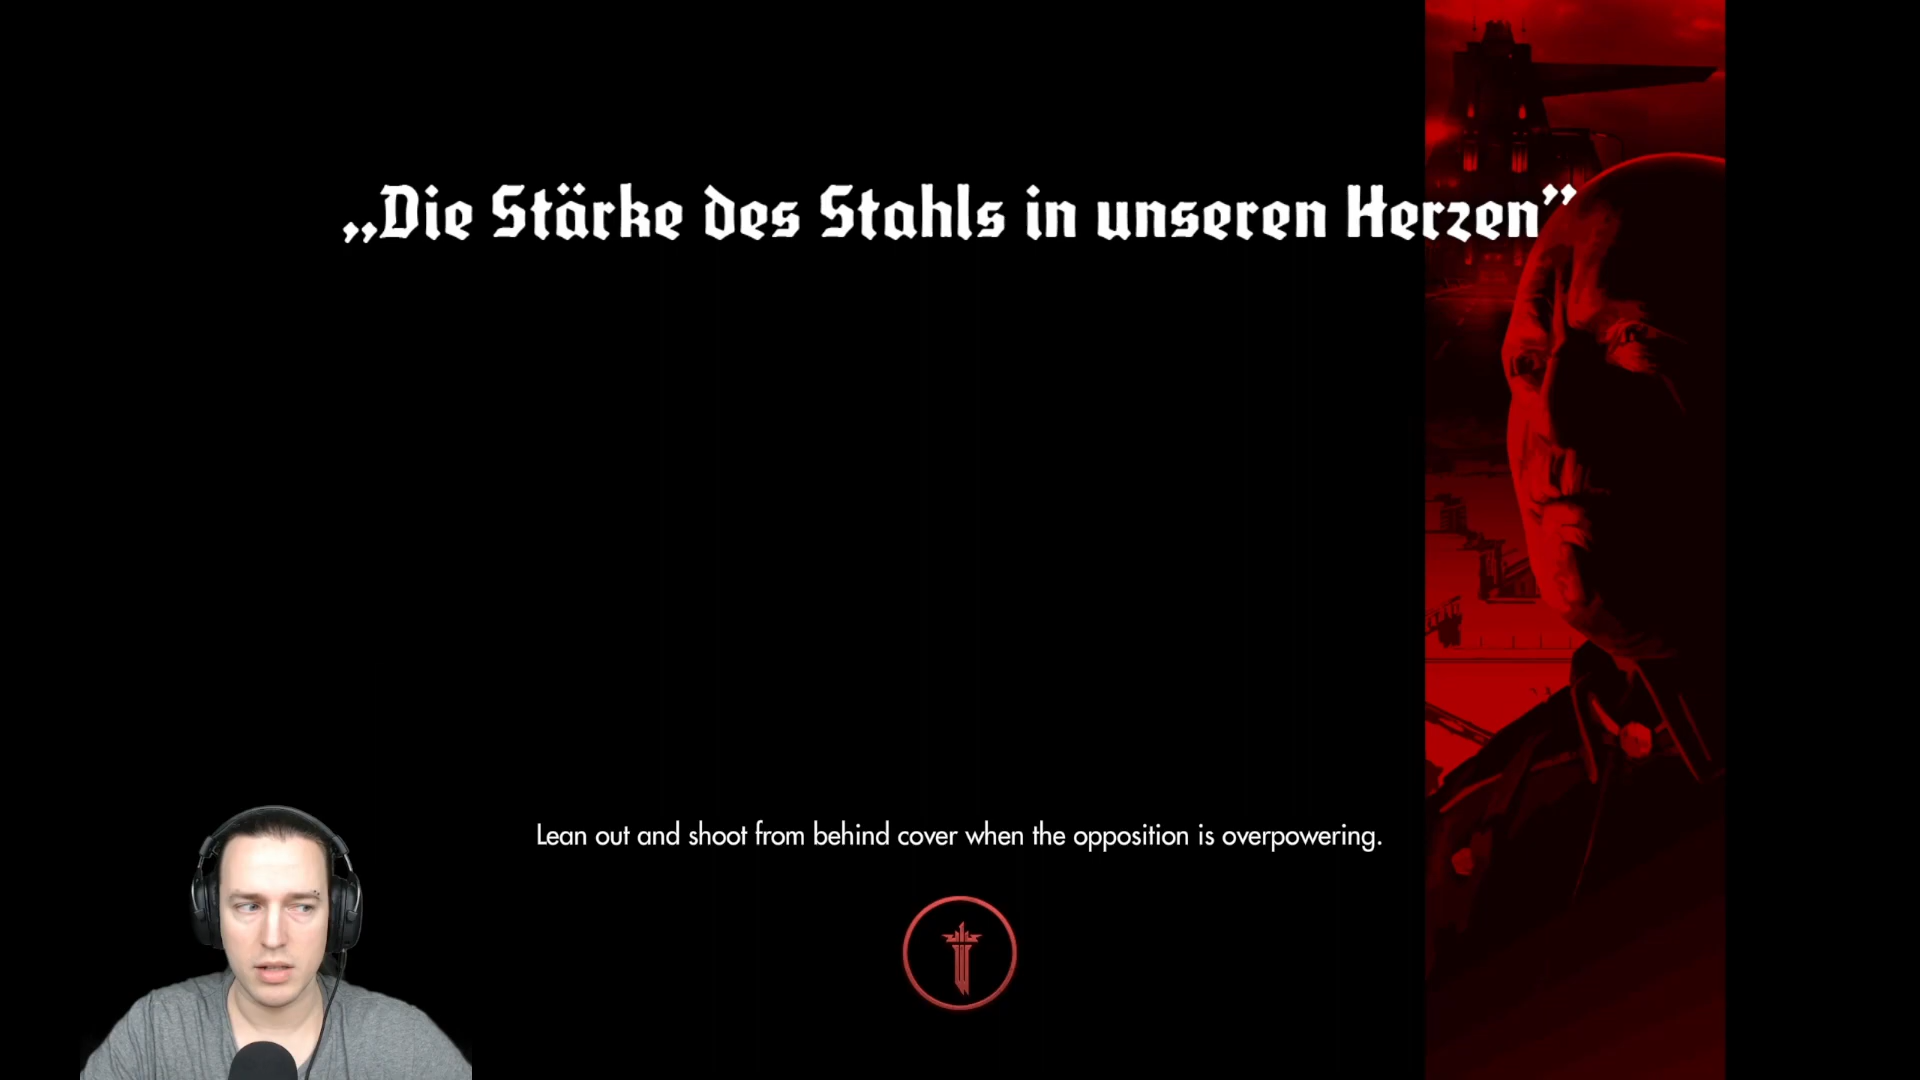 „Die Stärke des Stahls in unseren Herzen”
Lean out and shoot from behind cover when the opposition is overpowering.